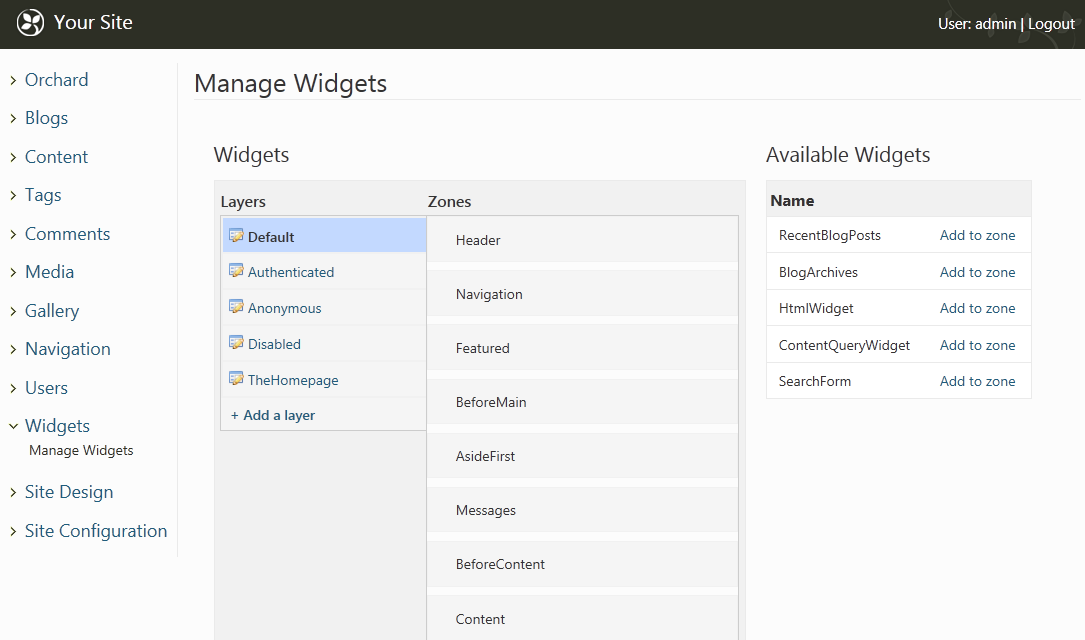 Your Site
User: admin | Logout
Orchard
Blogs
Content
Tags
Comments
Media
Gallery
Navigation
Users
Widgets
Manage Widgets
Site Design
Site Configuration
Manage Widgets
Widgets
Layers
Default
Authenticated
Anonymous
Disabled
TheHomepage
+ Add a layer
Zones
Header
Navigation
Featured
BeforeMain
AsideFirst
Messages
BeforeContent
Content
Available Widgets
Name
RecentBlogPosts Add to zone
BlogArchives Add to zone
HtmlWidget Add to zone
ContentQueryWidget Add to zone
SearchForm Add to zone